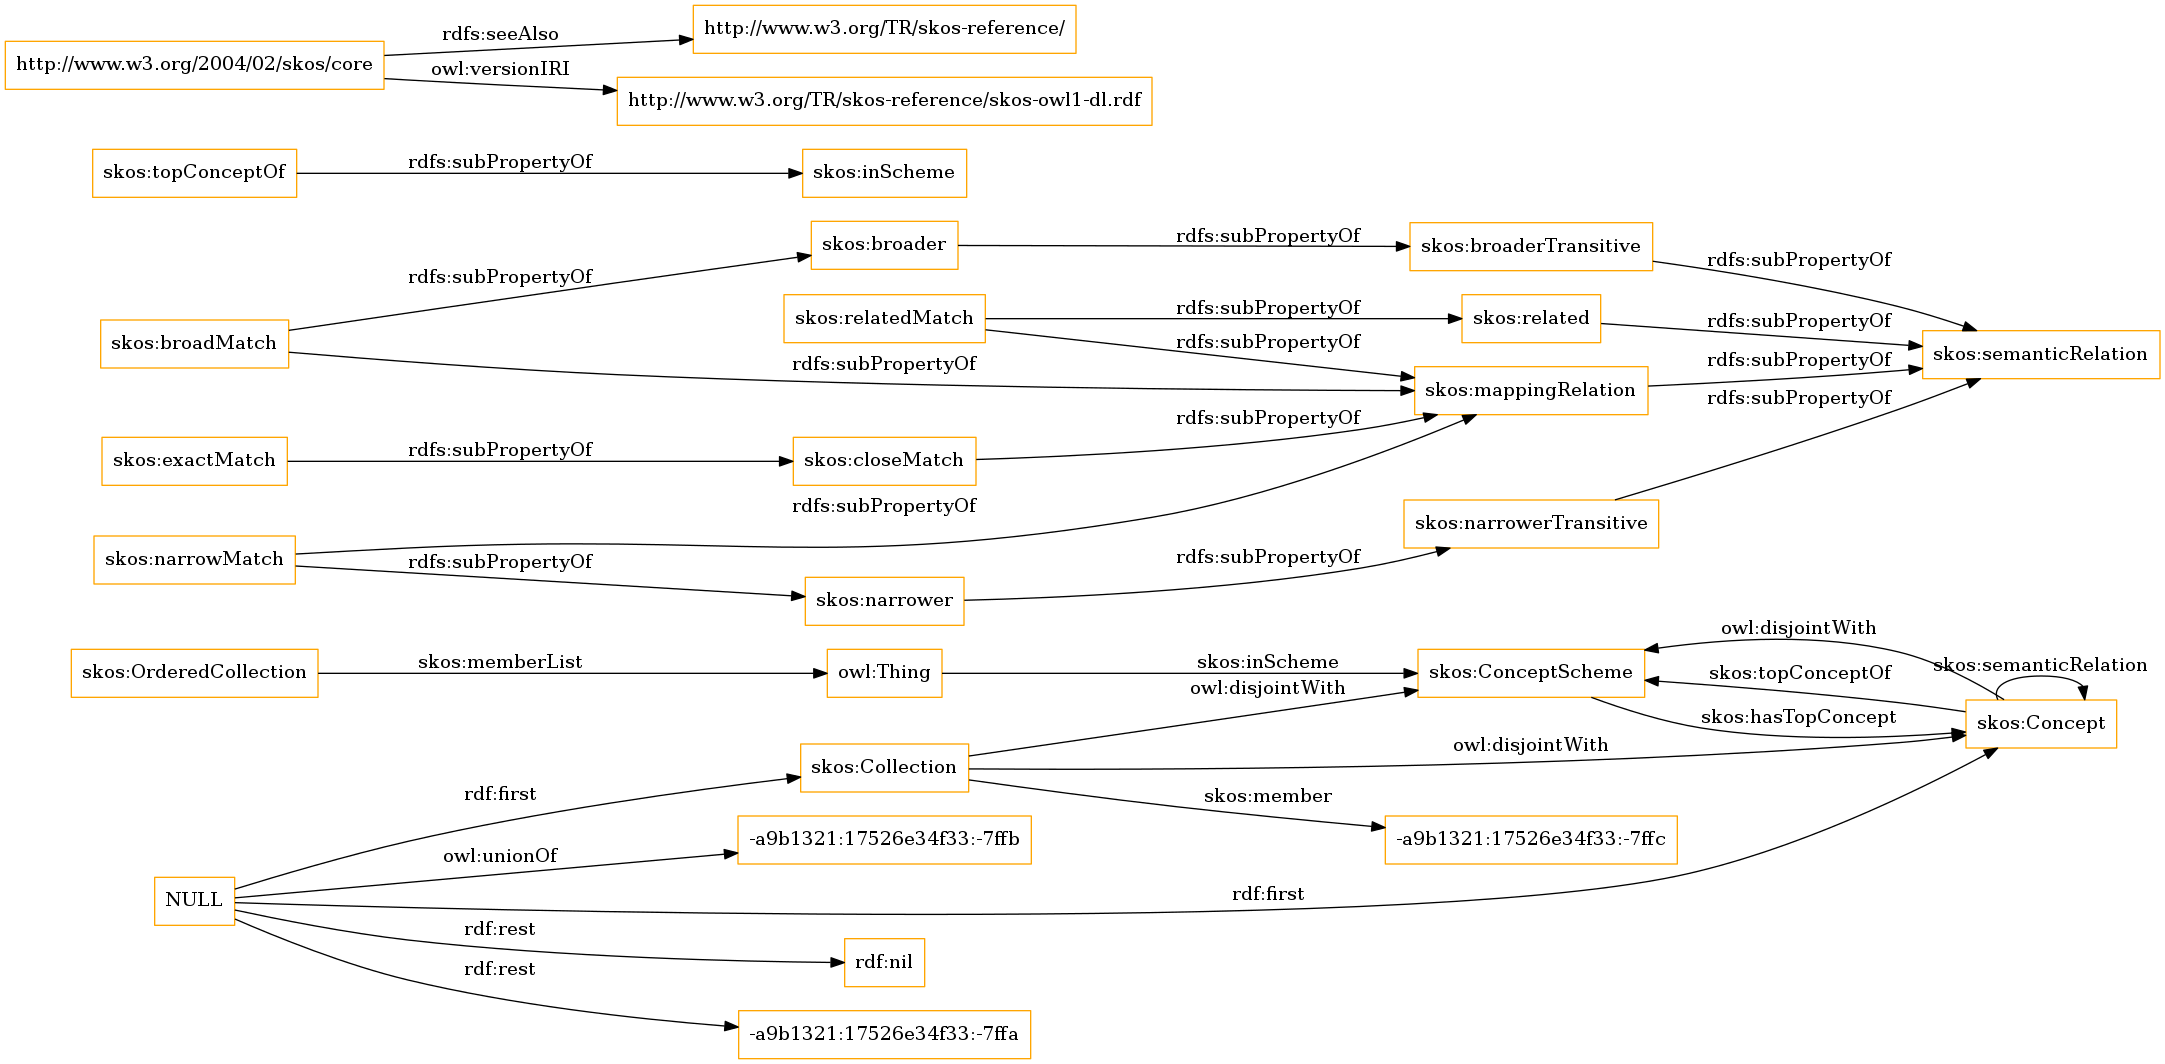 http://www.w3.org/2004/02/skos/core
rdfs:seeAlso
http://www.w3.org/TR/skos-reference/
owl:versionIRI
http://www.w3.org/TR/skos-reference/skos-owl1-dl.rdf
skos:topConceptOf
rdfs:subPropertyOf
skos:inScheme
skos:broadMatch
rdfs:subPropertyOf
skos:broader
rdfs:subPropertyOf
skos:broaderTransitive
rdfs:subPropertyOf
skos:relatedMatch
rdfs:subPropertyOf
skos:related
rdfs:subPropertyOf
skos:semanticRelation
rdfs:subPropertyOf
rdfs:subPropertyOf
skos:mappingRelation
rdfs:subPropertyOf
skos:exactMatch
rdfs:subPropertyOf
skos:closeMatch
rdfs:subPropertyOf
rdfs:subPropertyOf
rdfs:subPropertyOf
skos:narrowerTransitive
skos:narrowMatch
rdfs:subPropertyOf
skos:narrower
rdfs:subPropertyOf
skos:OrderedCollection
skos:memberList
owl:Thing
skos:inScheme
skos:ConceptScheme
owl:disjointWith
skos:semanticRelation
skos:topConceptOf
owl:disjointWith
skos:hasTopConcept
skos:Concept
skos:Collection
owl:disjointWith
skos:member
-a9b1321:17526e34f33:-7ffc
rdf:first
owl:unionOf
-a9b1321:17526e34f33:-7ffb
NULL
rdf:first
rdf:rest
rdf:nil
rdf:rest
-a9b1321:17526e34f33:-7ffa